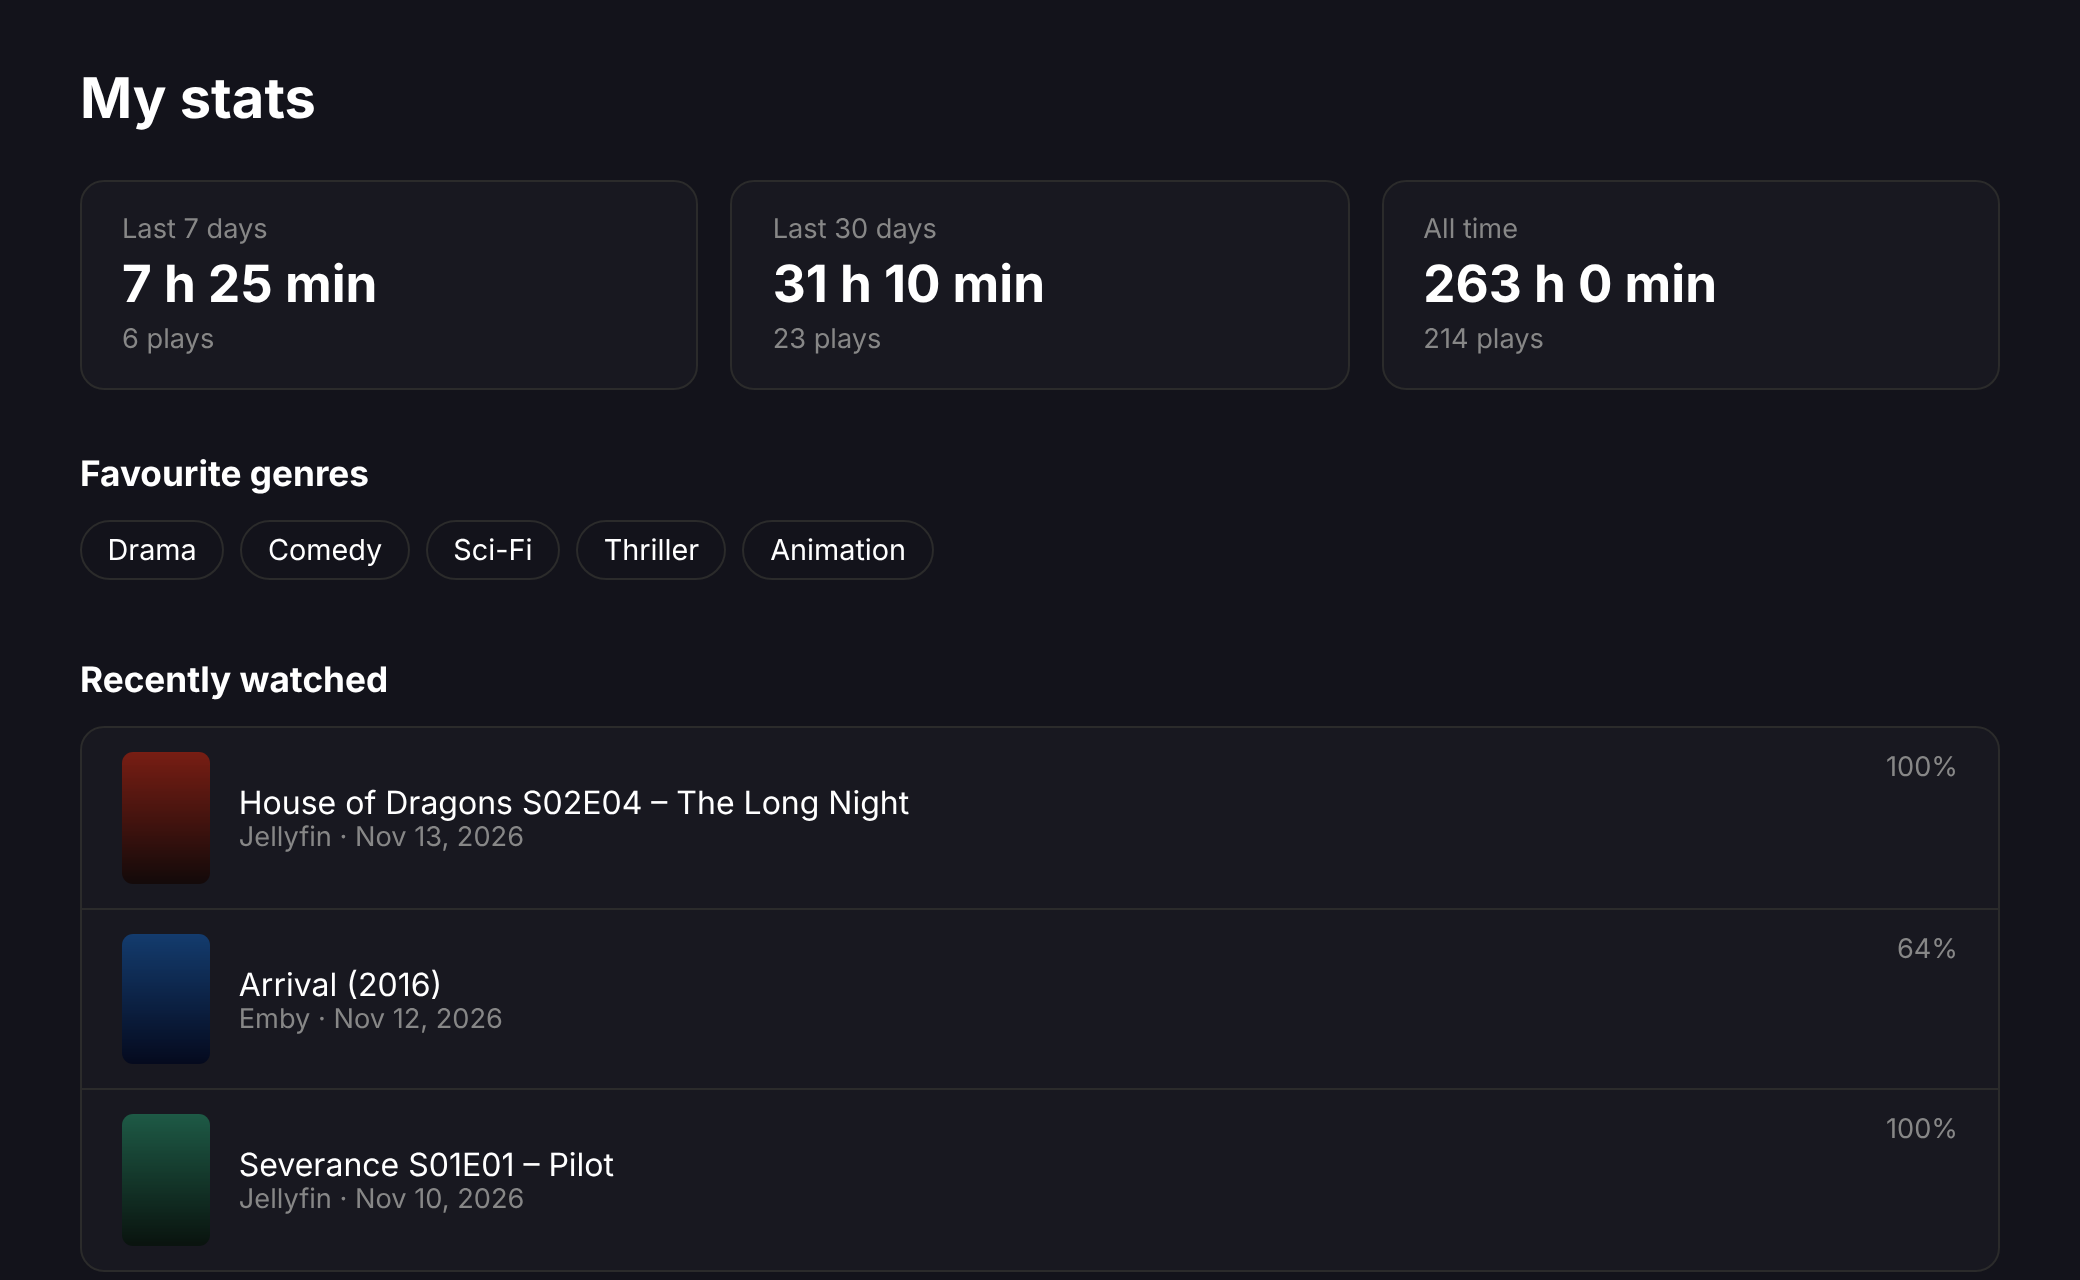 My stats
Last 7 days
7 h 25 min
6 plays
Last 30 days
31 h 10 min
23 plays
All time
263 h 0 min
214 plays
Favourite genres
Drama
Comedy
Sci-Fi
Thriller
Animation
Recently watched
House of Dragons S02E04 – The Long Night
Jellyfin · Nov 13, 2026
100%
Arrival (2016)
Emby · Nov 12, 2026
64%
Severance S01E01 – Pilot
Jellyfin · Nov 10, 2026
100%